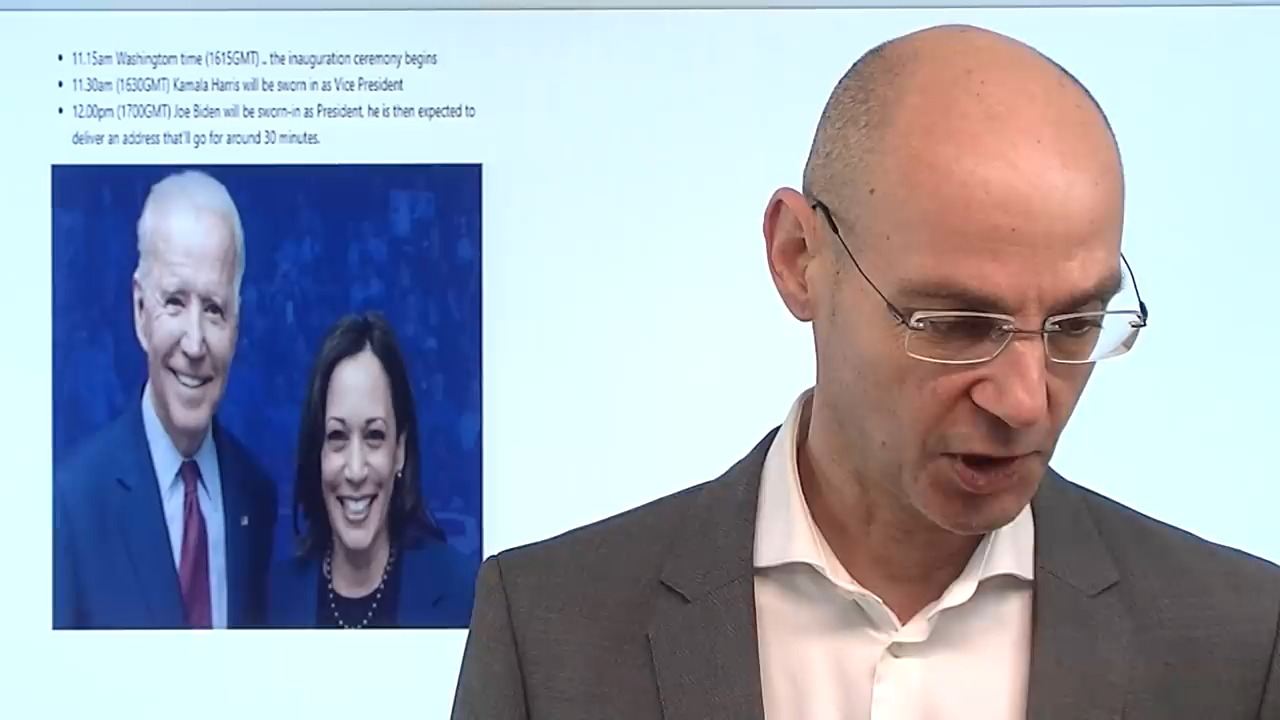 11.15am Washingtom time (1615GMT) .. the inauguration ceremony begins
11.30am (1630GMT) Kamala Harris will be sworn in as Vice President
12.00pm (1700GMT) Joe Biden will be sworn-in as President, he is then expected to
deliver an address that'll go for around 30 minutes.